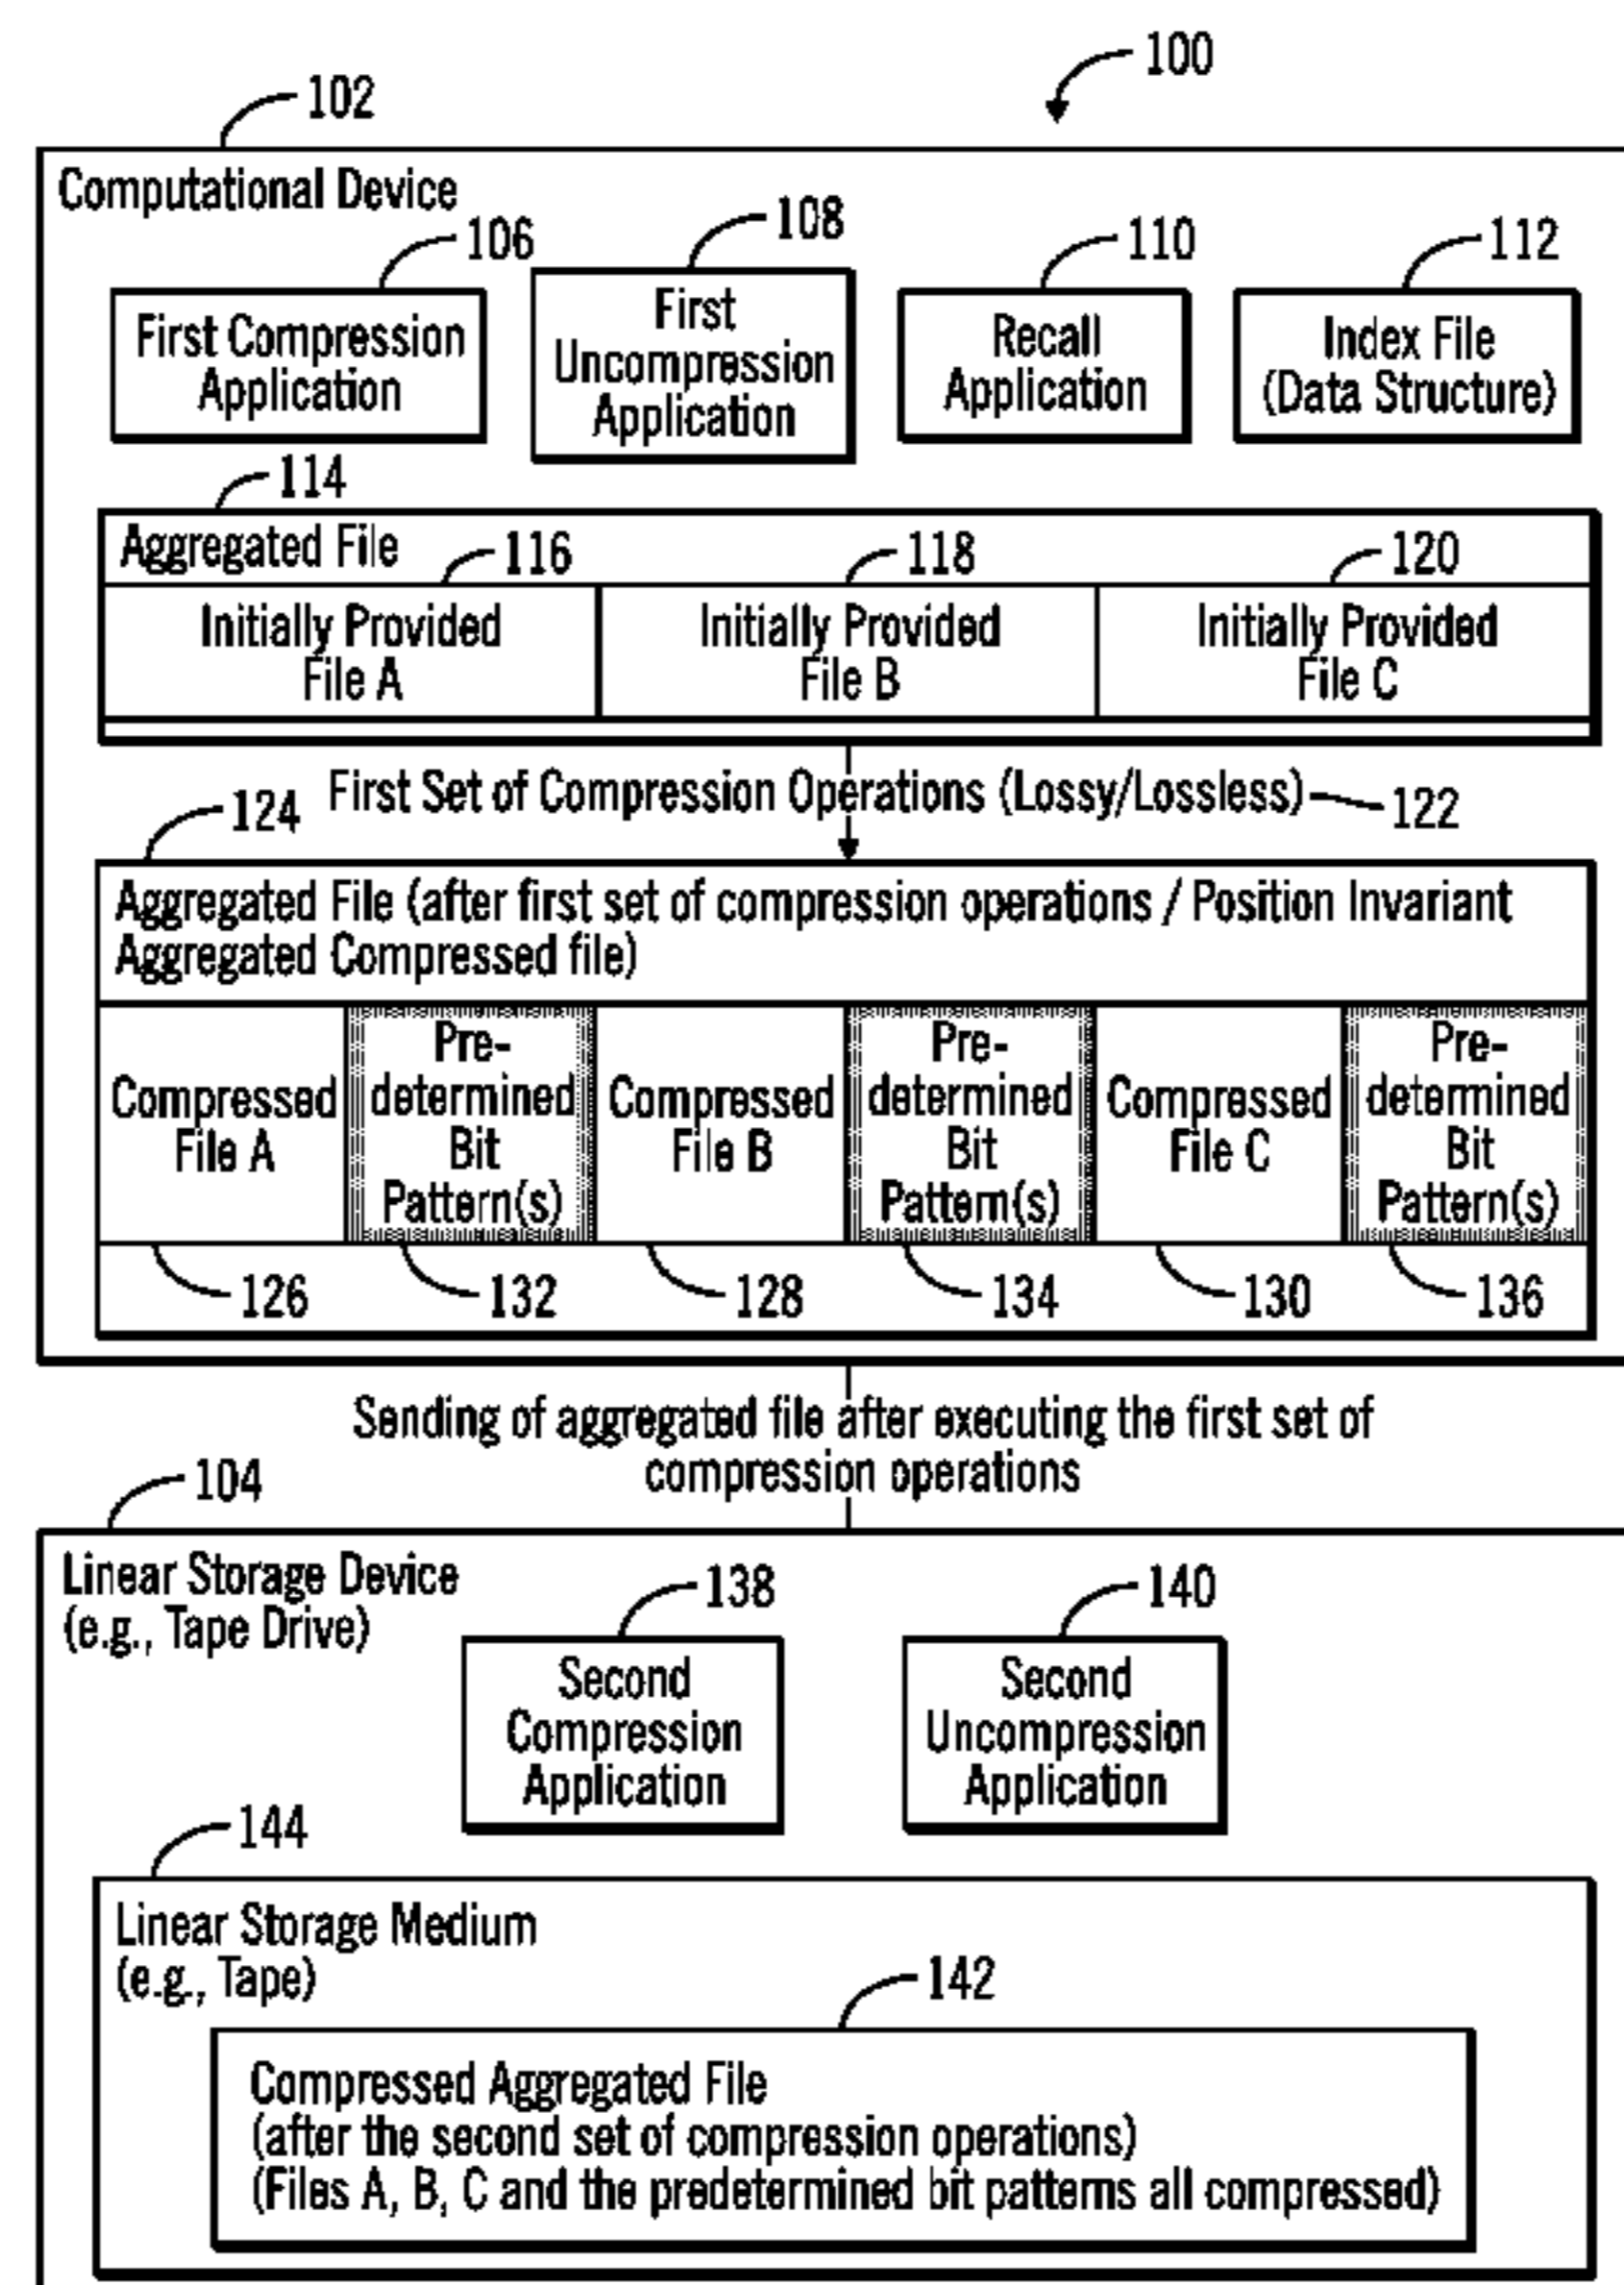 100
102
Computational Device
106
108
110
112
First Compression
Application
First
Uncompression
Application
Recall
Application
Index File
(Data Structure)
114
Aggregated File
116
118
120
Initially Provided
File A
Initially Provided
File B
Initially Provided
File C
First Set of Compression Operations (Lossy/Lossless)
122
124
Aggregated File (after first set of compression operations / Position Invariant
Aggregated Compressed file)
Compressed
File A
Pre-
determined
Bit
Pattern(s)
Compressed
File B
Pre-
determined
Bit
Pattern(s)
Compressed
File C
Pre-
determined
Bit
Pattern(s)
126
132
128
134
130
136
Sending of aggregated file after executing the first set of
compression operations
104
Linear Storage Device
(e.g., Tape Drive)
138
140
Second
Compression
Application
Second
Uncompression
Application
144
Linear Storage Medium
(e.g., Tape)
142
Compressed Aggregated File
(after the second set of compression operations)
(Files A, B, C and the predetermined bit patterns all compressed)